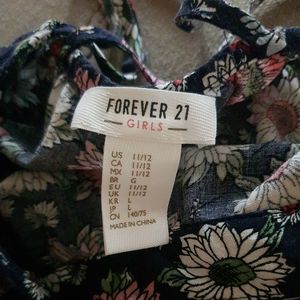 FOREVER 21
GIRLS
US 11/12
CA 11/12
MX 11/12
BR G
EU 11/12
UK 11/12
KR L
JP L
CN 140/75
MADE IN CHINA